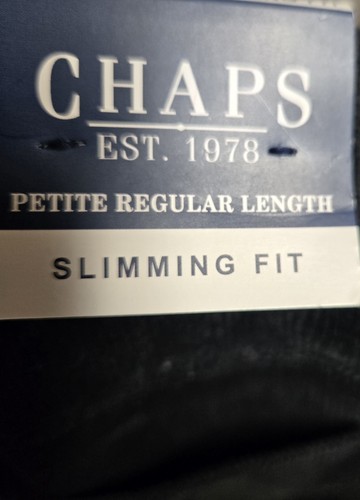 CHAPS
EST. 1978
PETITE REGULAR LENGTH
SLIMMING FIT